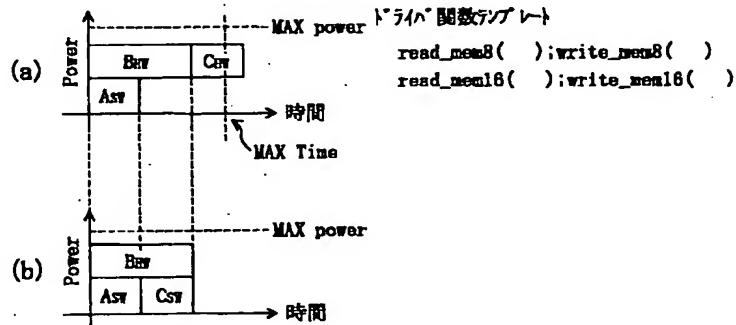 MAX power
ドライバ関数テンプレート
read_mem8( );write_mem8( )
read_mem16( );write_mem16( )
(a)
Power
BHW
CHW
ASW
時間
MAX Time
MAX power
(b)
Power
BHW
ASW
CSW
時間